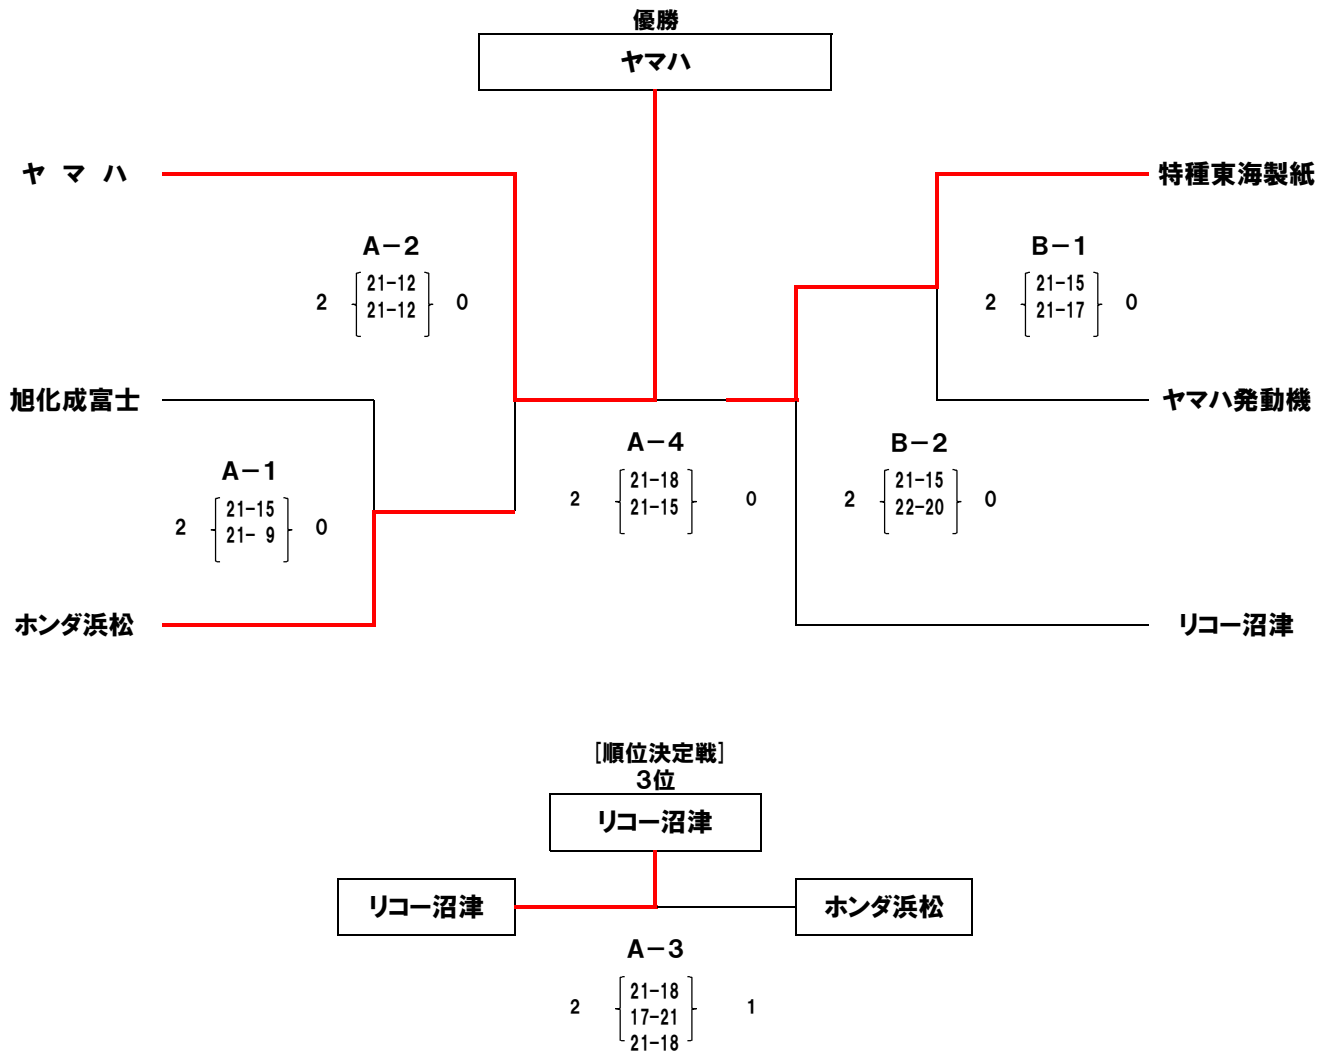 優勝
ヤマハ
ヤ マ ハ
特種東海製紙
A-2
B-1
2 21-12 0
21-12
2 21-15 0
21-17
旭化成富士
ヤマハ発動機
A-1
A-4
B-2
2 21-15 0
21- 9
2 21-18 0
21-15
2 21-15 0
22-20
ホンダ浜松
リコー沼津
[順位決定戦]
3位
リコー沼津
リコー沼津
ホンダ浜松
A-3
21-18
2 17-21 1
21-18